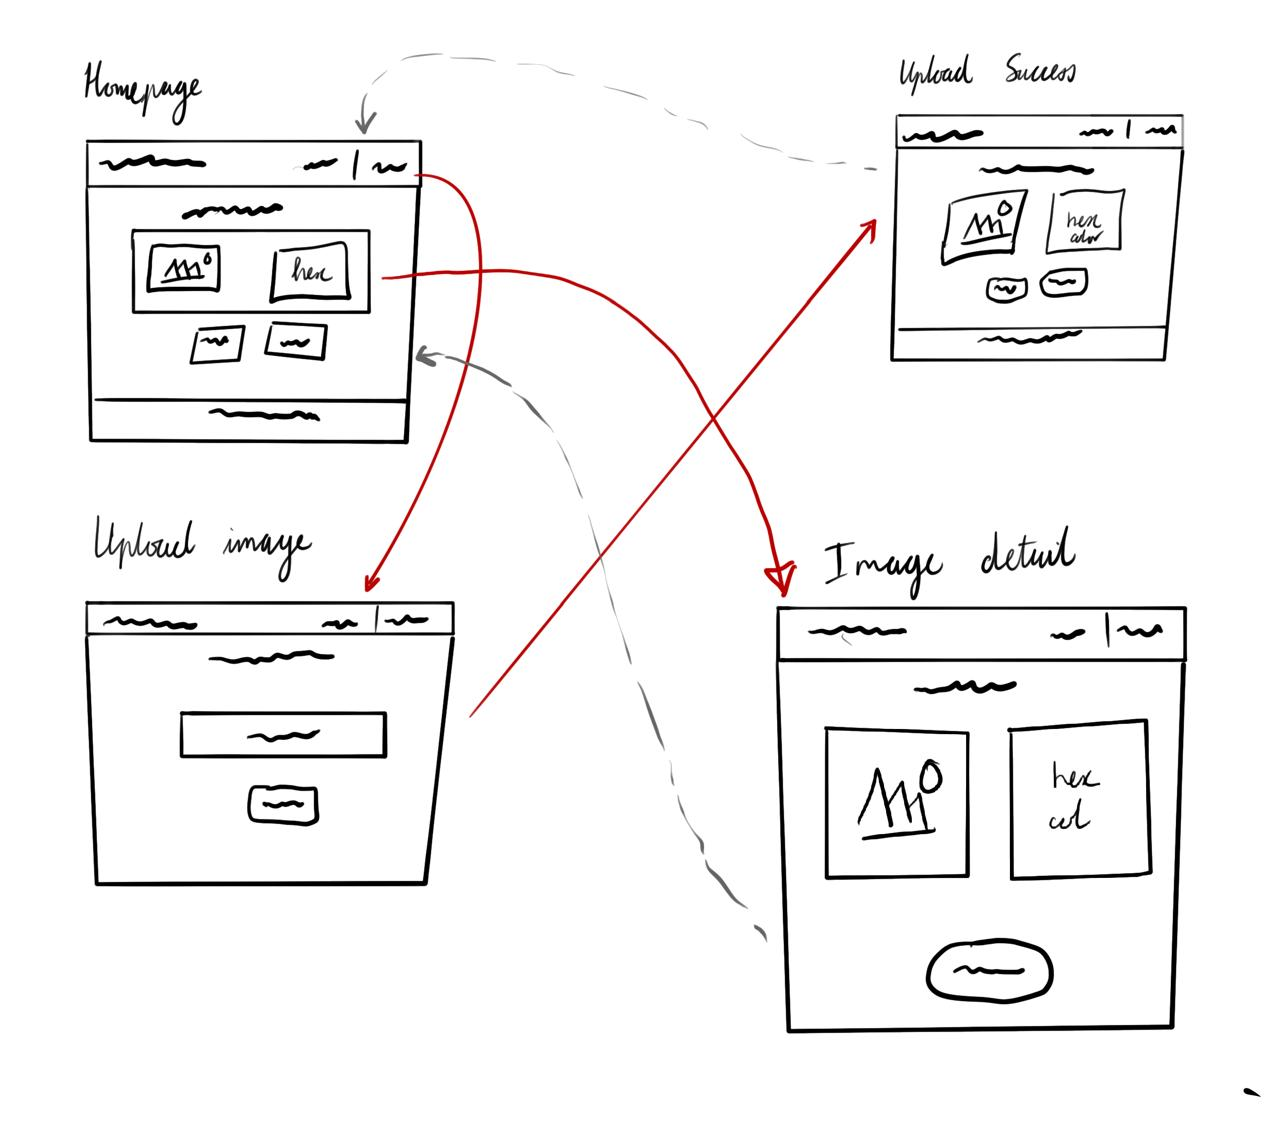 Homepage
hex
Upload Success
hex
color
Upload image
Image detail
hex
col